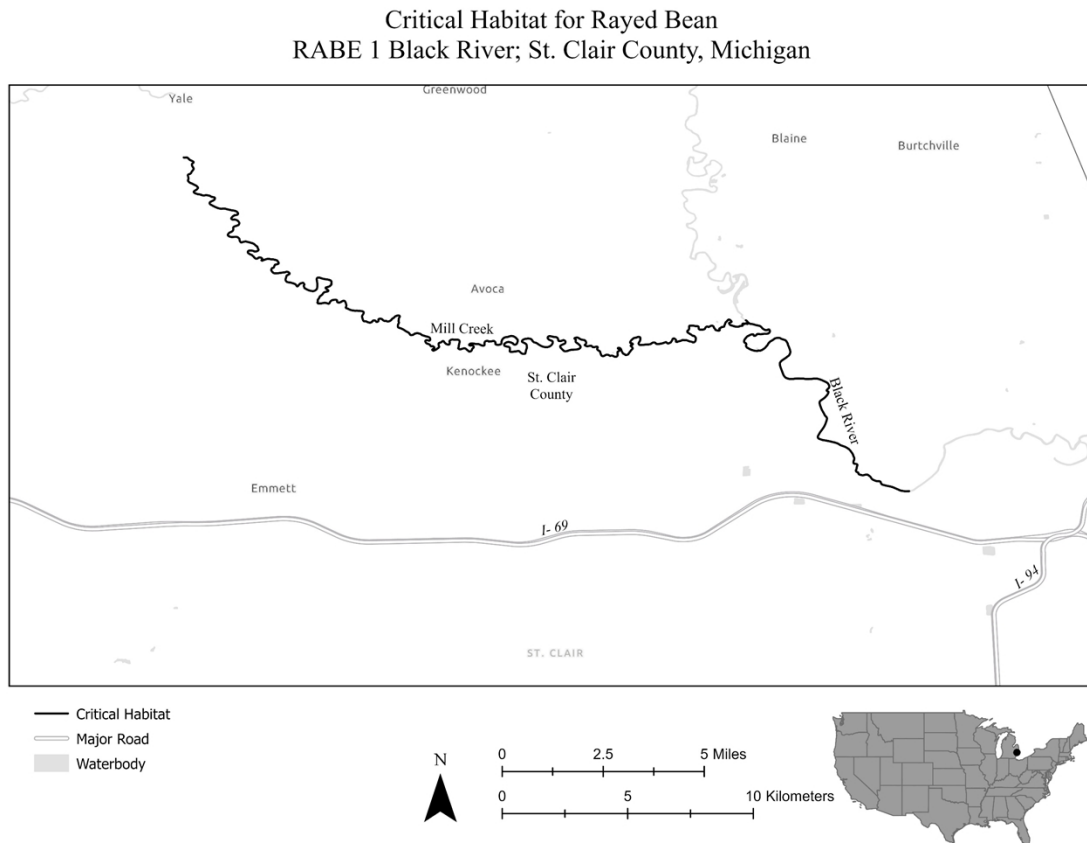 Critical Habitat for Rayed Bean
RABE 1 Black River; St. Clair County, Michigan
Greenwood
Yale
Blaine
Burtchville
Avoca
Mill Creek
Kenockee
St. Clair
County
Black River
Emmett
I- 69
I- 94
ST. CLAIR
Critical Habitat
Major Road
Waterbody
N
0 2.5 5 Miles
0 5 10 Kilometers